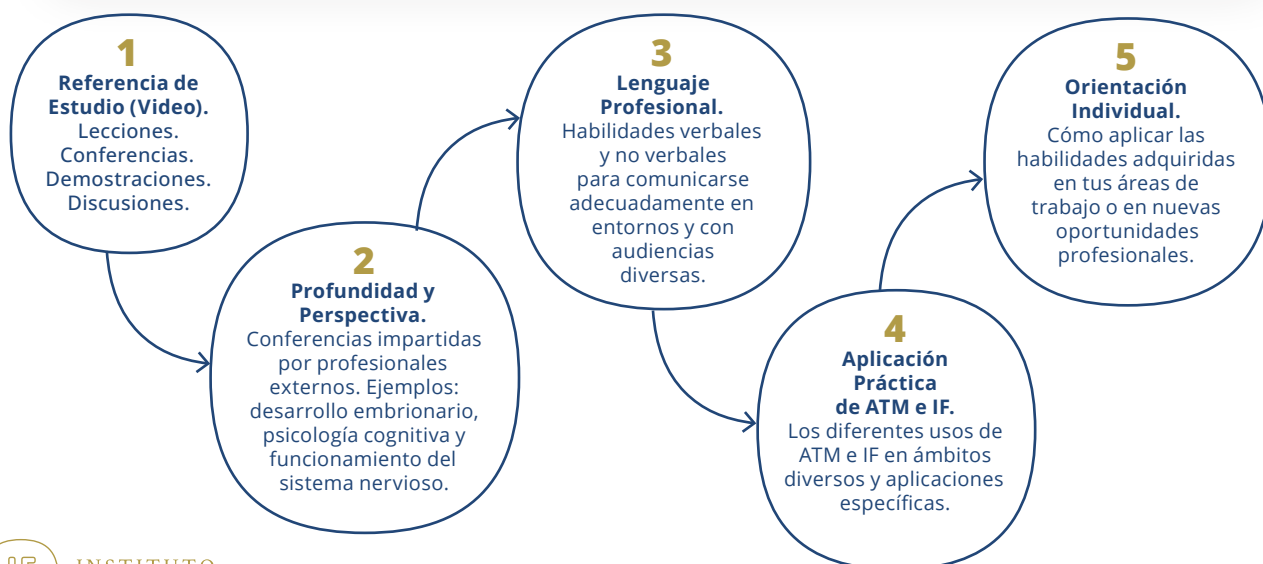 1
Referencia de
Estudio (Video).
Lecciones.
Conferencias.
Demostraciones.
Discusiones.
2
Profundidad y
Perspectiva.
Conferencias impartidas
por profesionales
externos. Ejemplos:
desarrollo embrionario,
psicología cognitiva y
funcionamiento del
sistema nervioso.
3
Lenguaje
Profesional.
Habilidades verbales
y no verbales
para comunicarse
adecuadamente en
entornos y con
audiencias
diversas.
4
Aplicación
Práctica
de ATM e IF.
Los diferentes usos de
ATM e IF en ámbitos
diversos y aplicaciones
específicas.
5
Orientación
Individual.
Cómo aplicar las
habilidades adquiridas
en tus áreas de
trabajo o en nuevas
oportunidades
profesionales.
INSTITUTO